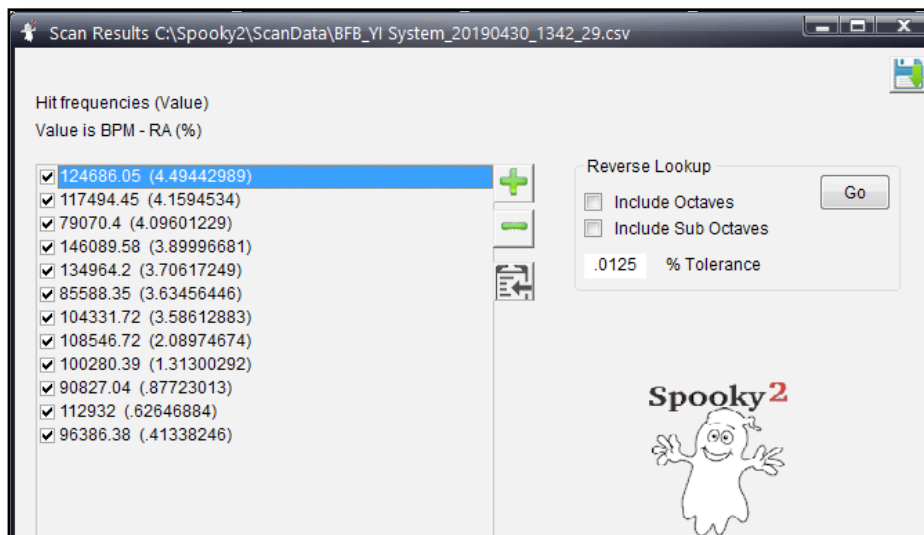 Scan Results C:\Spooky2\ScanData\BFB_YI System_20190430_1342_29.csv
Hit frequencies (Value)
Value is BPM - RA (%)
124686.05 (4.49442989)
117494.45 (4.1594534)
79070.4 (4.09601229)
146089.58 (3.89996681)
134964.2 (3.70617249)
85588.35 (3.63456446)
104331.72 (3.58612883)
108546.72 (2.08974674)
100280.39 (1.31300292)
90827.04 (.87723013)
112932 (.62646884)
96386.38 (.41338246)
Reverse Lookup
Include Octaves
Go
Include Sub Octaves
.0125 % Tolerance
Spooky2